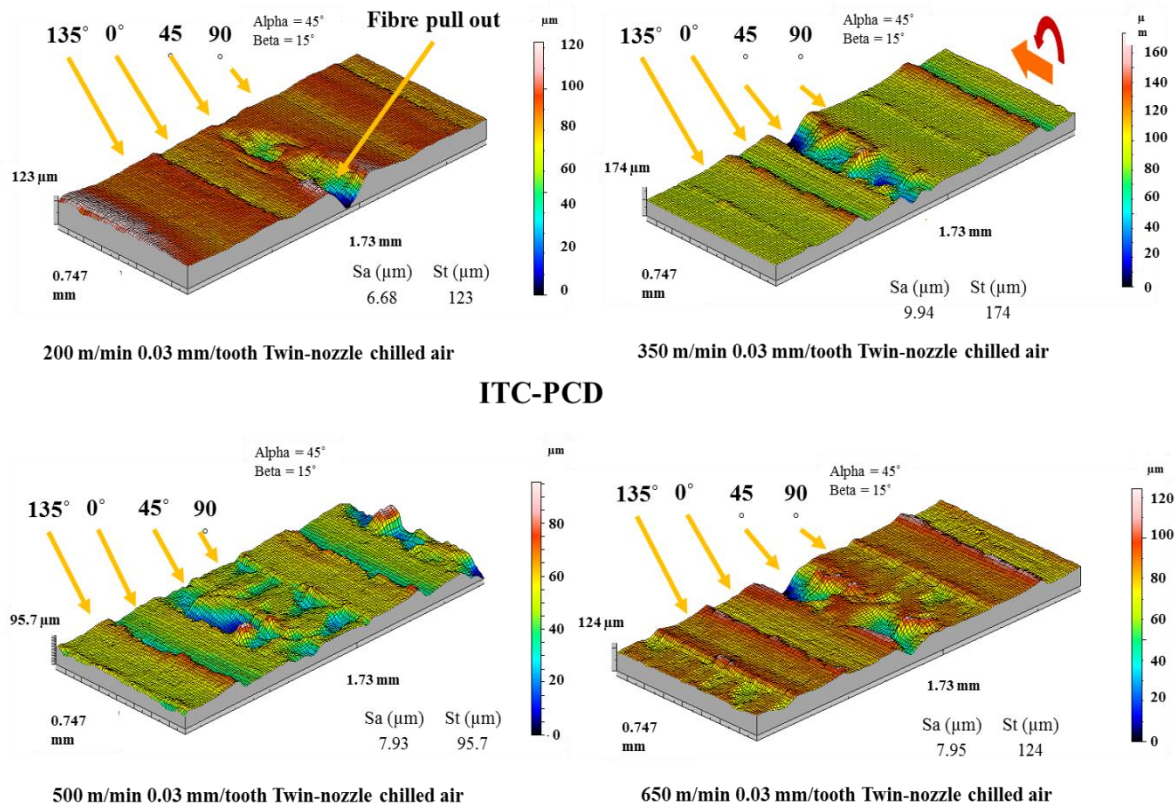 Fibre pull out
Alpha = 45˚
Beta = 15˚
135˚ 0˚ 45 90
° °
µm
120
100
80
60
40
20
0
123 µm
1.73 mm
0.747
mm
Sa (µm) St (µm)
6.68 123
200 m/min 0.03 mm/tooth Twin-nozzle chilled air
Alpha = 45˚
Beta = 15˚
135˚ 0˚ 45 90
° °
µ
m
160
140
120
100
80
60
40
20
0
174 µm
1.73 mm
0.747
mm
Sa (µm) St (µm)
9.94 174
350 m/min 0.03 mm/tooth Twin-nozzle chilled air
ITC-PCD
Alpha = 45˚
Beta = 15˚
135˚ 0˚ 45˚ 90
°
µm
80
60
40
20
0
95.7 µm
1.73 mm
0.747
mm
Sa (µm) St (µm)
7.93 95.7
500 m/min 0.03 mm/tooth Twin-nozzle chilled air
Alpha = 45˚
Beta = 15˚
135˚ 0˚ 45 90
° °
µm
120
100
80
60
40
20
0
124 µm
1.73 mm
0.747
mm
Sa (µm) St (µm)
7.95 124
650 m/min 0.03 mm/tooth Twin-nozzle chilled air